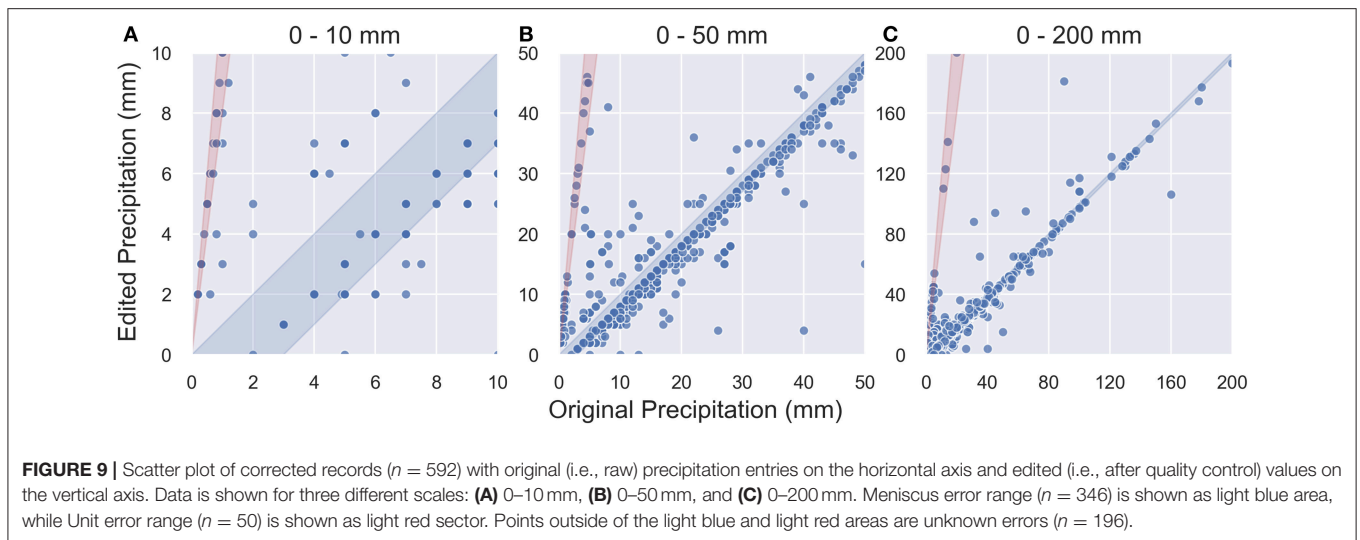 A 0 - 10 mm B 0 - 50 mm C 0 - 200 mm
Edited Precipitation (mm)
10
8
6
4
2
0
0 2 4 6 8 10
50
40
30
20
10
0
0 10 20 30 40 50
200
160
120
80
40
0
0 40 80 120 160 200
Original Precipitation (mm)
FIGURE 9 | Scatter plot of corrected records (n = 592) with original (i.e., raw) precipitation entries on the horizontal axis and edited (i.e., after quality control) values on
the vertical axis. Data is shown for three different scales: (A) 0–10 mm, (B) 0–50 mm, and (C) 0–200 mm. Meniscus error range (n = 346) is shown as light blue area,
while Unit error range (n = 50) is shown as light red sector. Points outside of the light blue and light red areas are unknown errors (n = 196).